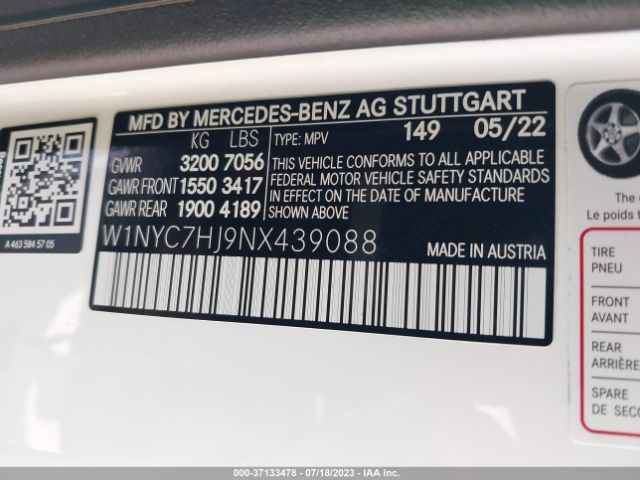 MFD BY MERCEDES-BENZ AG STUTTGART
KG LBS
TYPE: MPV 149 05/22
GVWR 3200 7056
GAWR FRONT 1550 3417
GAWR REAR 1900 4189
THIS VEHICLE CONFORMS TO ALL APPLICABLE
FEDERAL MOTOR VEHICLE SAFETY STANDARDS
IN EFFECT ON THE DATE OF MANUFACTURE
SHOWN ABOVE
W1NYC7HJ9NX439088
MADE IN AUSTRIA
A 463 584 57 05
The c
Le poids t
TIRE
PNEU
FRONT
AVANT
REAR
ARRIÈRE
SPARE
DE SECO
000-37133478 - 07/18/2023 - IAA Inc.